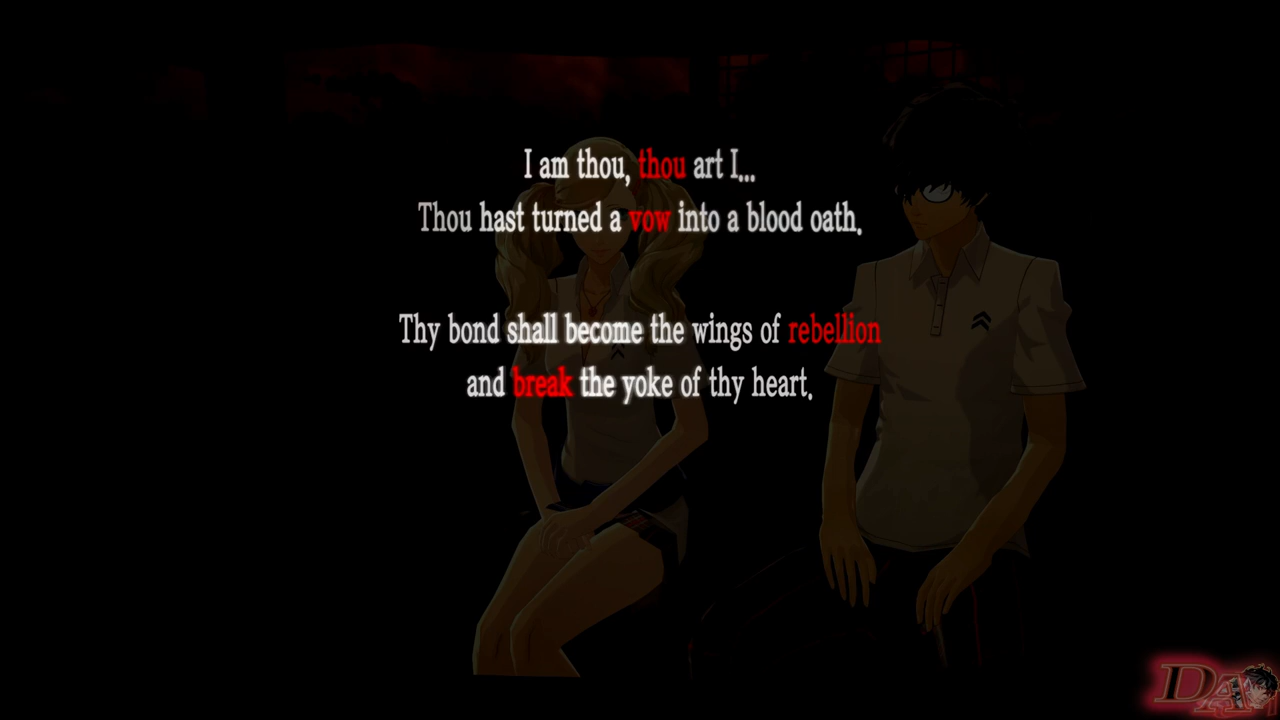 I am thou, thou art I...
Thou hast turned a vow into a blood oath.
Thy bond shall become the wings of rebellion
and break the yoke of thy heart.
DA